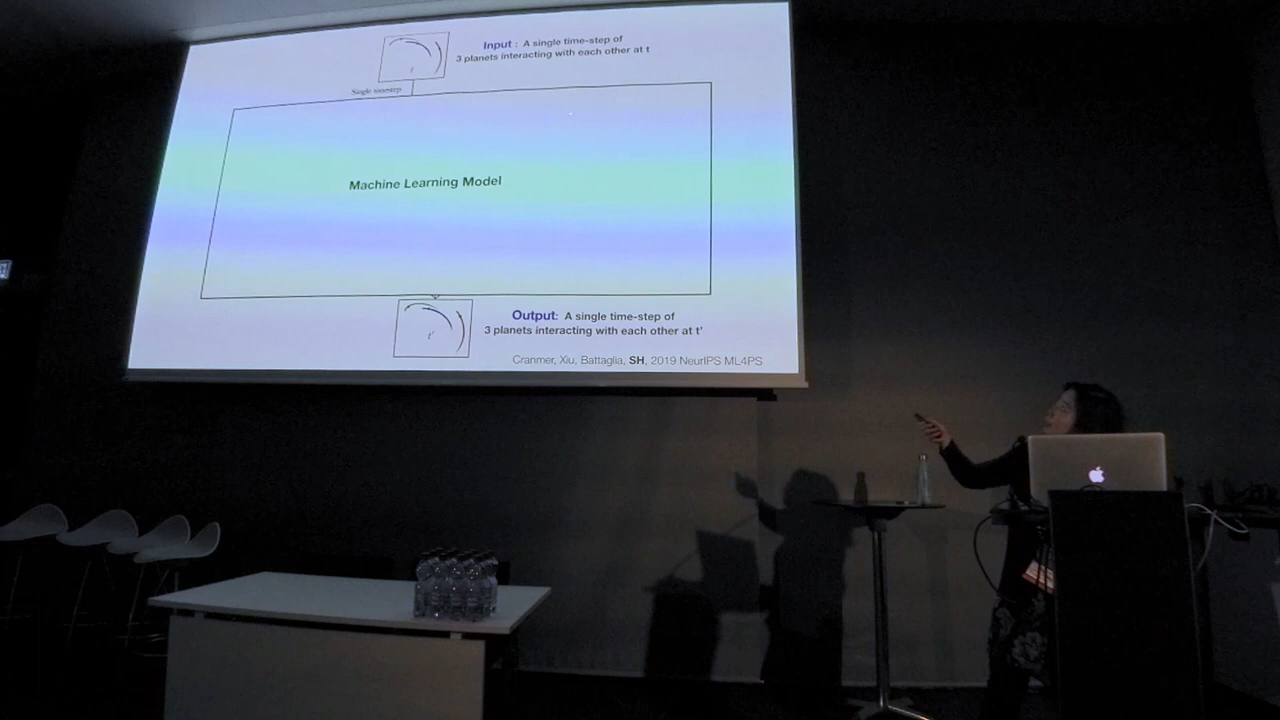 Input : A single time-step of
3 planets interacting with each other at t
t
Single timestep
Machine Learning Model
t'
Output: A single time-step of
3 planets interacting with each other at t'
Cranmer, Xiu, Battaglia, SH, 2019 NeurIPS ML4PS